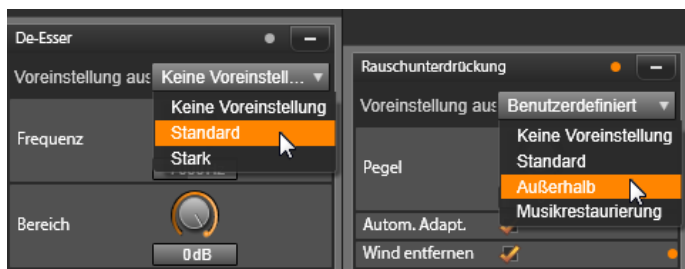 De-Esser
Voreinstellung aus Keine Voreinstell...
Keine Voreinstellung
Standard
Stark
Frequenz
Bereich
0dB
Rauschunterdrückung
Voreinstellung aus Benutzerdefiniert
Keine Voreinstellung
Standard
Außerhalb
Musikrestaurierung
Pegel
Autom. Adapt.
Wind entfernen